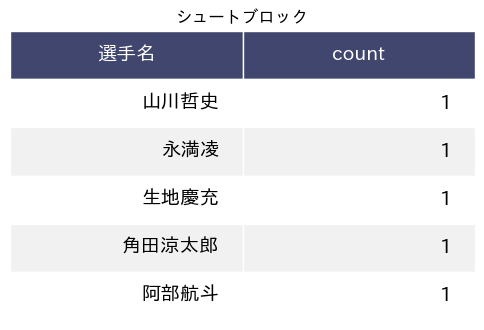 シュートブロック
選手名 count
山川哲史 1
永満凌 1
生地慶充 1
角田涼太郎 1
阿部航斗 1